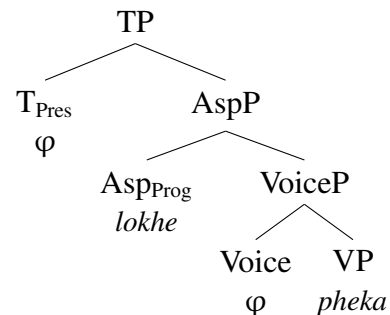 TP
T_Pres AspP
φ
Asp_Prog VoiceP
lokhe
Voice VP
φ pheka